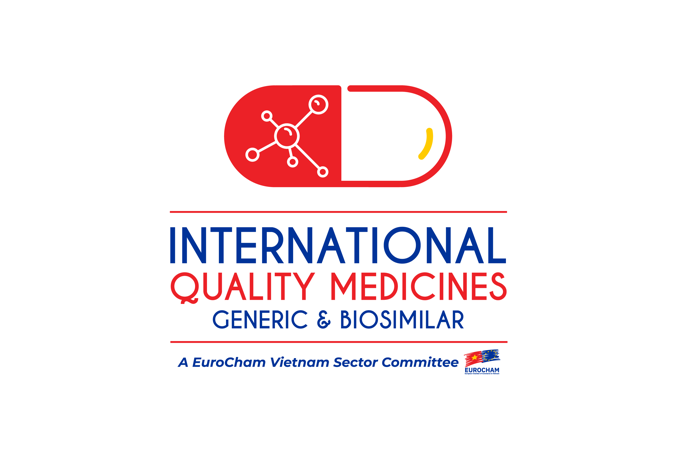 INTERNATIONAL
QUALITY MEDICINES
GENERIC & BIOSIMILAR
A EuroCham Vietnam Sector Committee
EUROCHAM